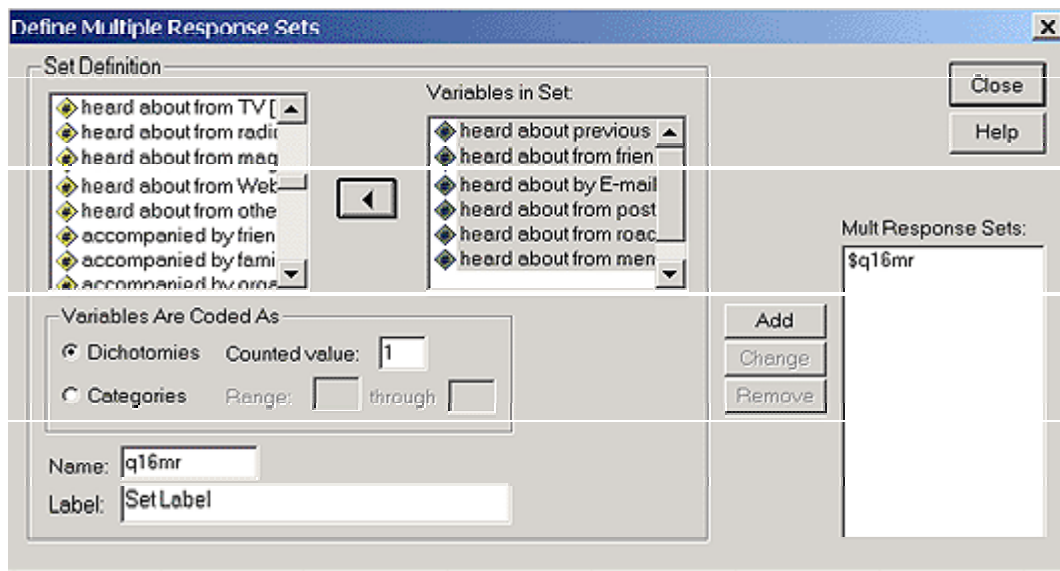 Define Multiple Response Sets
Set Definition
heard about from TV [
heard about from radi
heard about from mag
heard about from Web
heard about from othe
accompanied by frien
accompanied by fami
accompanied by orga
Variables in Set:
heard about previous
heard about from frien
heard about by E-mail
heard about from post
heard about from roac
heard about from men
Close
Help
Mult Response Sets:
$q16mr
Variables Are Coded As
Dichotomies Counted value: 1
Categories Range: through
Add
Change
Remove
Name: q16mr
Label: Set Label